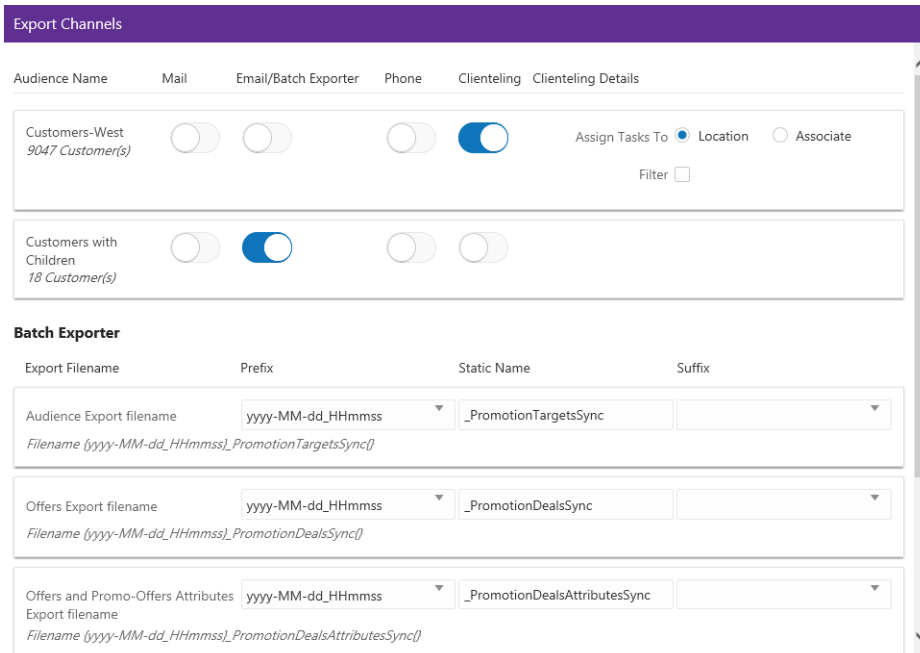 Export Channels
Audience Name Mail Email/Batch Exporter Phone Clienteling Clienteling Details
Customers-West
9047 Customer(s)
Assign Tasks To Location Associate
Filter
Customers with
Children
18 Customer(s)
Batch Exporter
Export Filename Prefix Static Name Suffix
Audience Export filename yyyy-MM-dd_HHmmss _PromotionTargetsSync
Filename {yyyy-MM-dd_HHmmss}_PromotionTargetsSync{}
Offers Export filename yyyy-MM-dd_HHmmss _PromotionDealsSync
Filename {yyyy-MM-dd_HHmmss}_PromotionDealsSync{}
Offers and Promo-Offers Attributes yyyy-MM-dd_HHmmss _PromotionDealsAttributesSync
Export filename
Filename {yyyy-MM-dd_HHmmss}_PromotionDealsAttributesSync{}